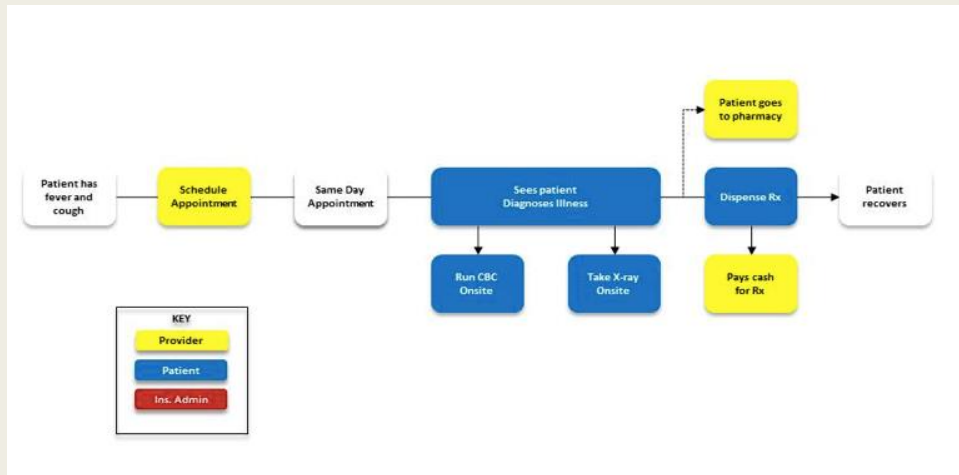 Patient goes
to pharmacy
Patient has
fever and
cough
Schedule
Appointment
Same Day
Appointment
Sees patient
Diagnoses Illness
Dispense Rx
Patient
recovers
Run CBC
Onsite
Take X-ray
Onsite
Pays cash
for Rx
KEY
Provider
Patient
Ins. Admin